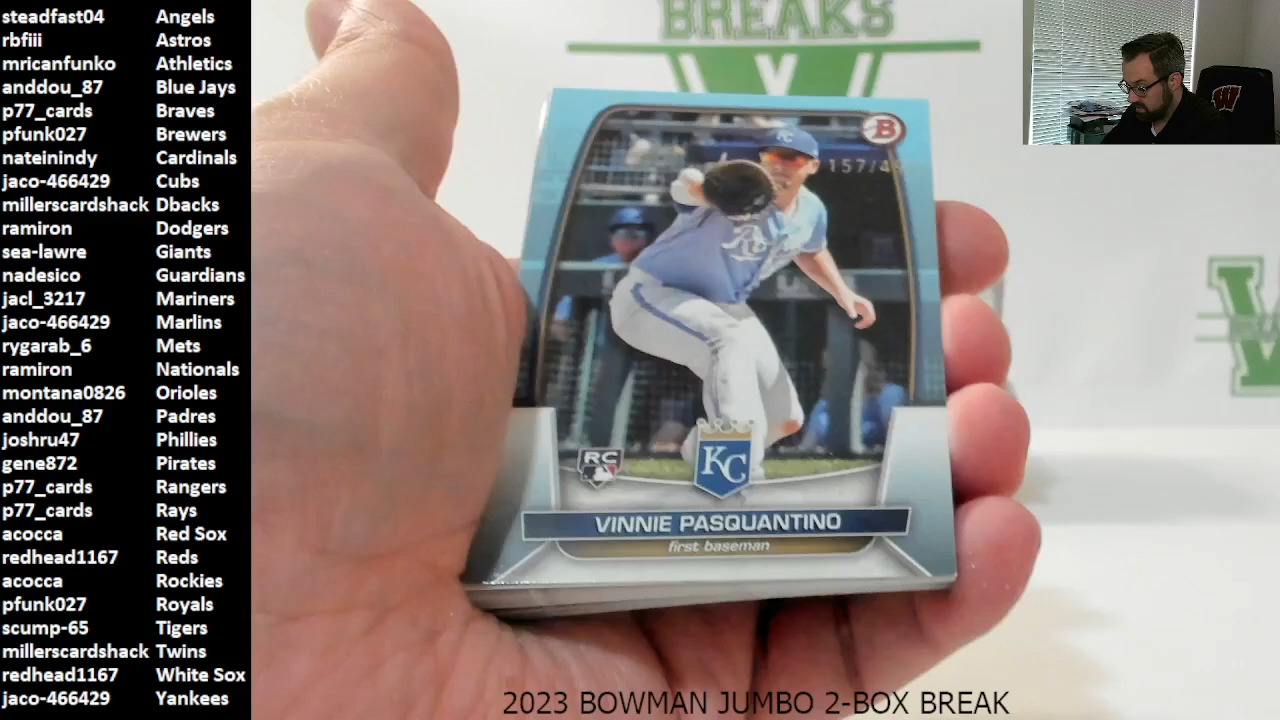 steadfast04 Angels
rbfiii Astros
mricanfunko Athletics
anddou_87 Blue Jays
p77_cards Braves
pfunk027 Brewers
nateinindy Cardinals
jaco-466429 Cubs
millerscardshack Dbacks
ramiron Dodgers
sea-lawre Giants
nadesico Guardians
jacl_3217 Mariners
jaco-466429 Marlins
rygarab_6 Mets
ramiron Nationals
montana0826 Orioles
anddou_87 Padres
joshru47 Phillies
gene872 Pirates
p77_cards Rangers
p77_cards Rays
acocca Red Sox
redhead1167 Reds
acocca Rockies
pfunk027 Royals
scump-65 Tigers
millerscardshack Twins
redhead1167 White Sox
jaco-466429 Yankees
BREAKS
B
157/4
KC
RC
KC
VINNIE PASQUANTINO
first baseman
W
2023 BOWMAN JUMBO 2-BOX BREAK